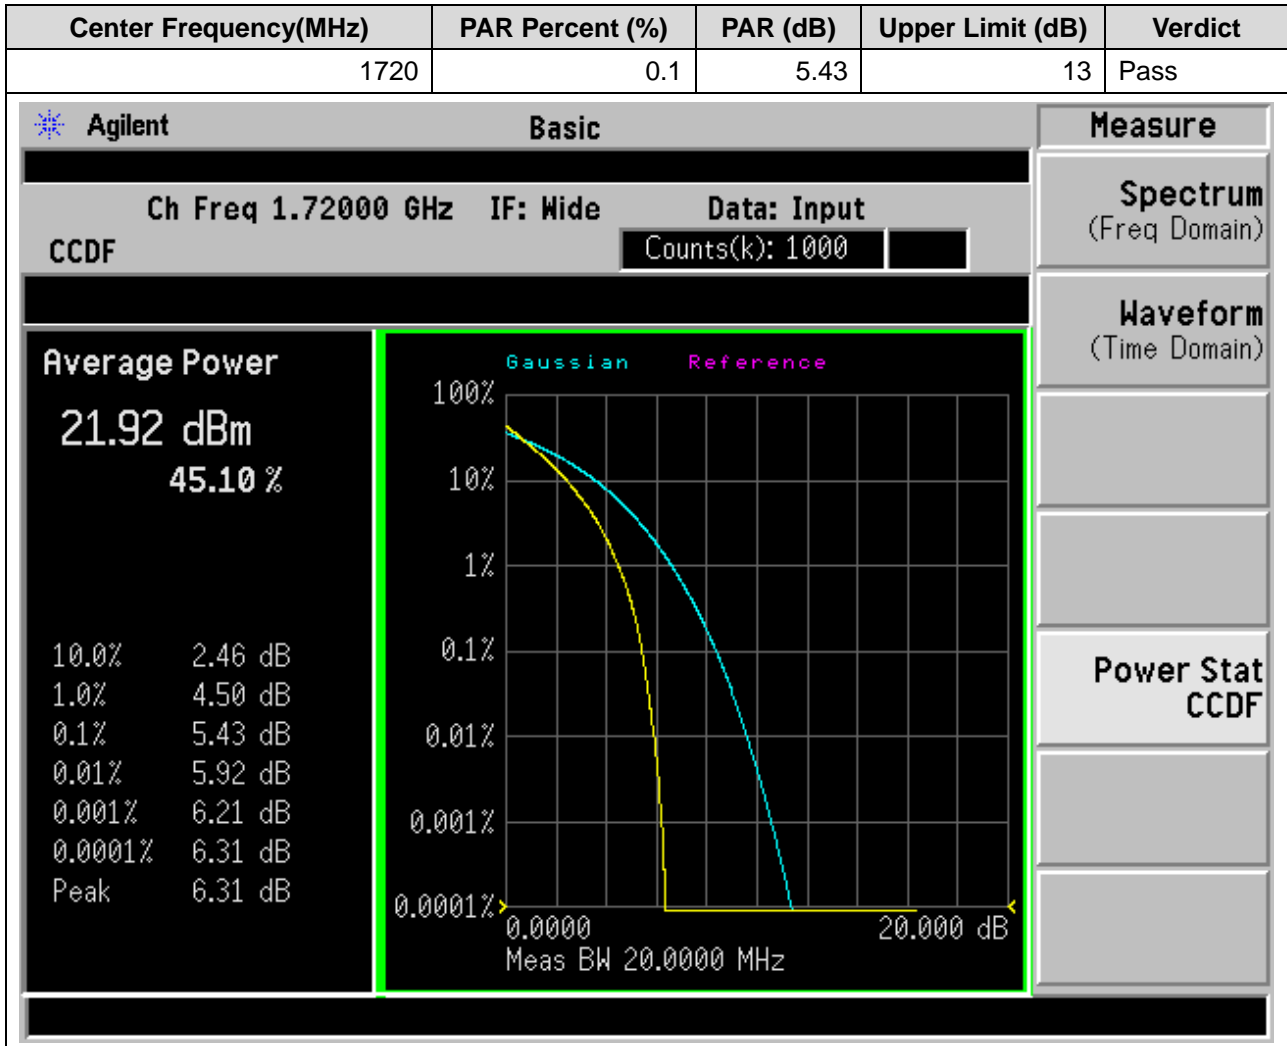 Center Frequency(MHz) PAR Percent (%) PAR (dB) Upper Limit (dB) Verdict
1720 0.1 5.43 13 Pass
Agilent Basic Measure
Ch Freq 1.72000 GHz IF: Wide Data: Input
CCDF Counts(k): 1000
Spectrum
(Freq Domain)
Waveform
(Time Domain)
Power Stat
CCDF
Average Power
21.92 dBm
45.10 %
10.0% 2.46 dB
1.0% 4.50 dB
0.1% 5.43 dB
0.01% 5.92 dB
0.001% 6.21 dB
0.0001% 6.31 dB
Peak 6.31 dB
Gaussian Reference
100%
10%
1%
0.1%
0.01%
0.001%
0.0001%
0.0000 20.000 dB
Meas BW 20.0000 MHz